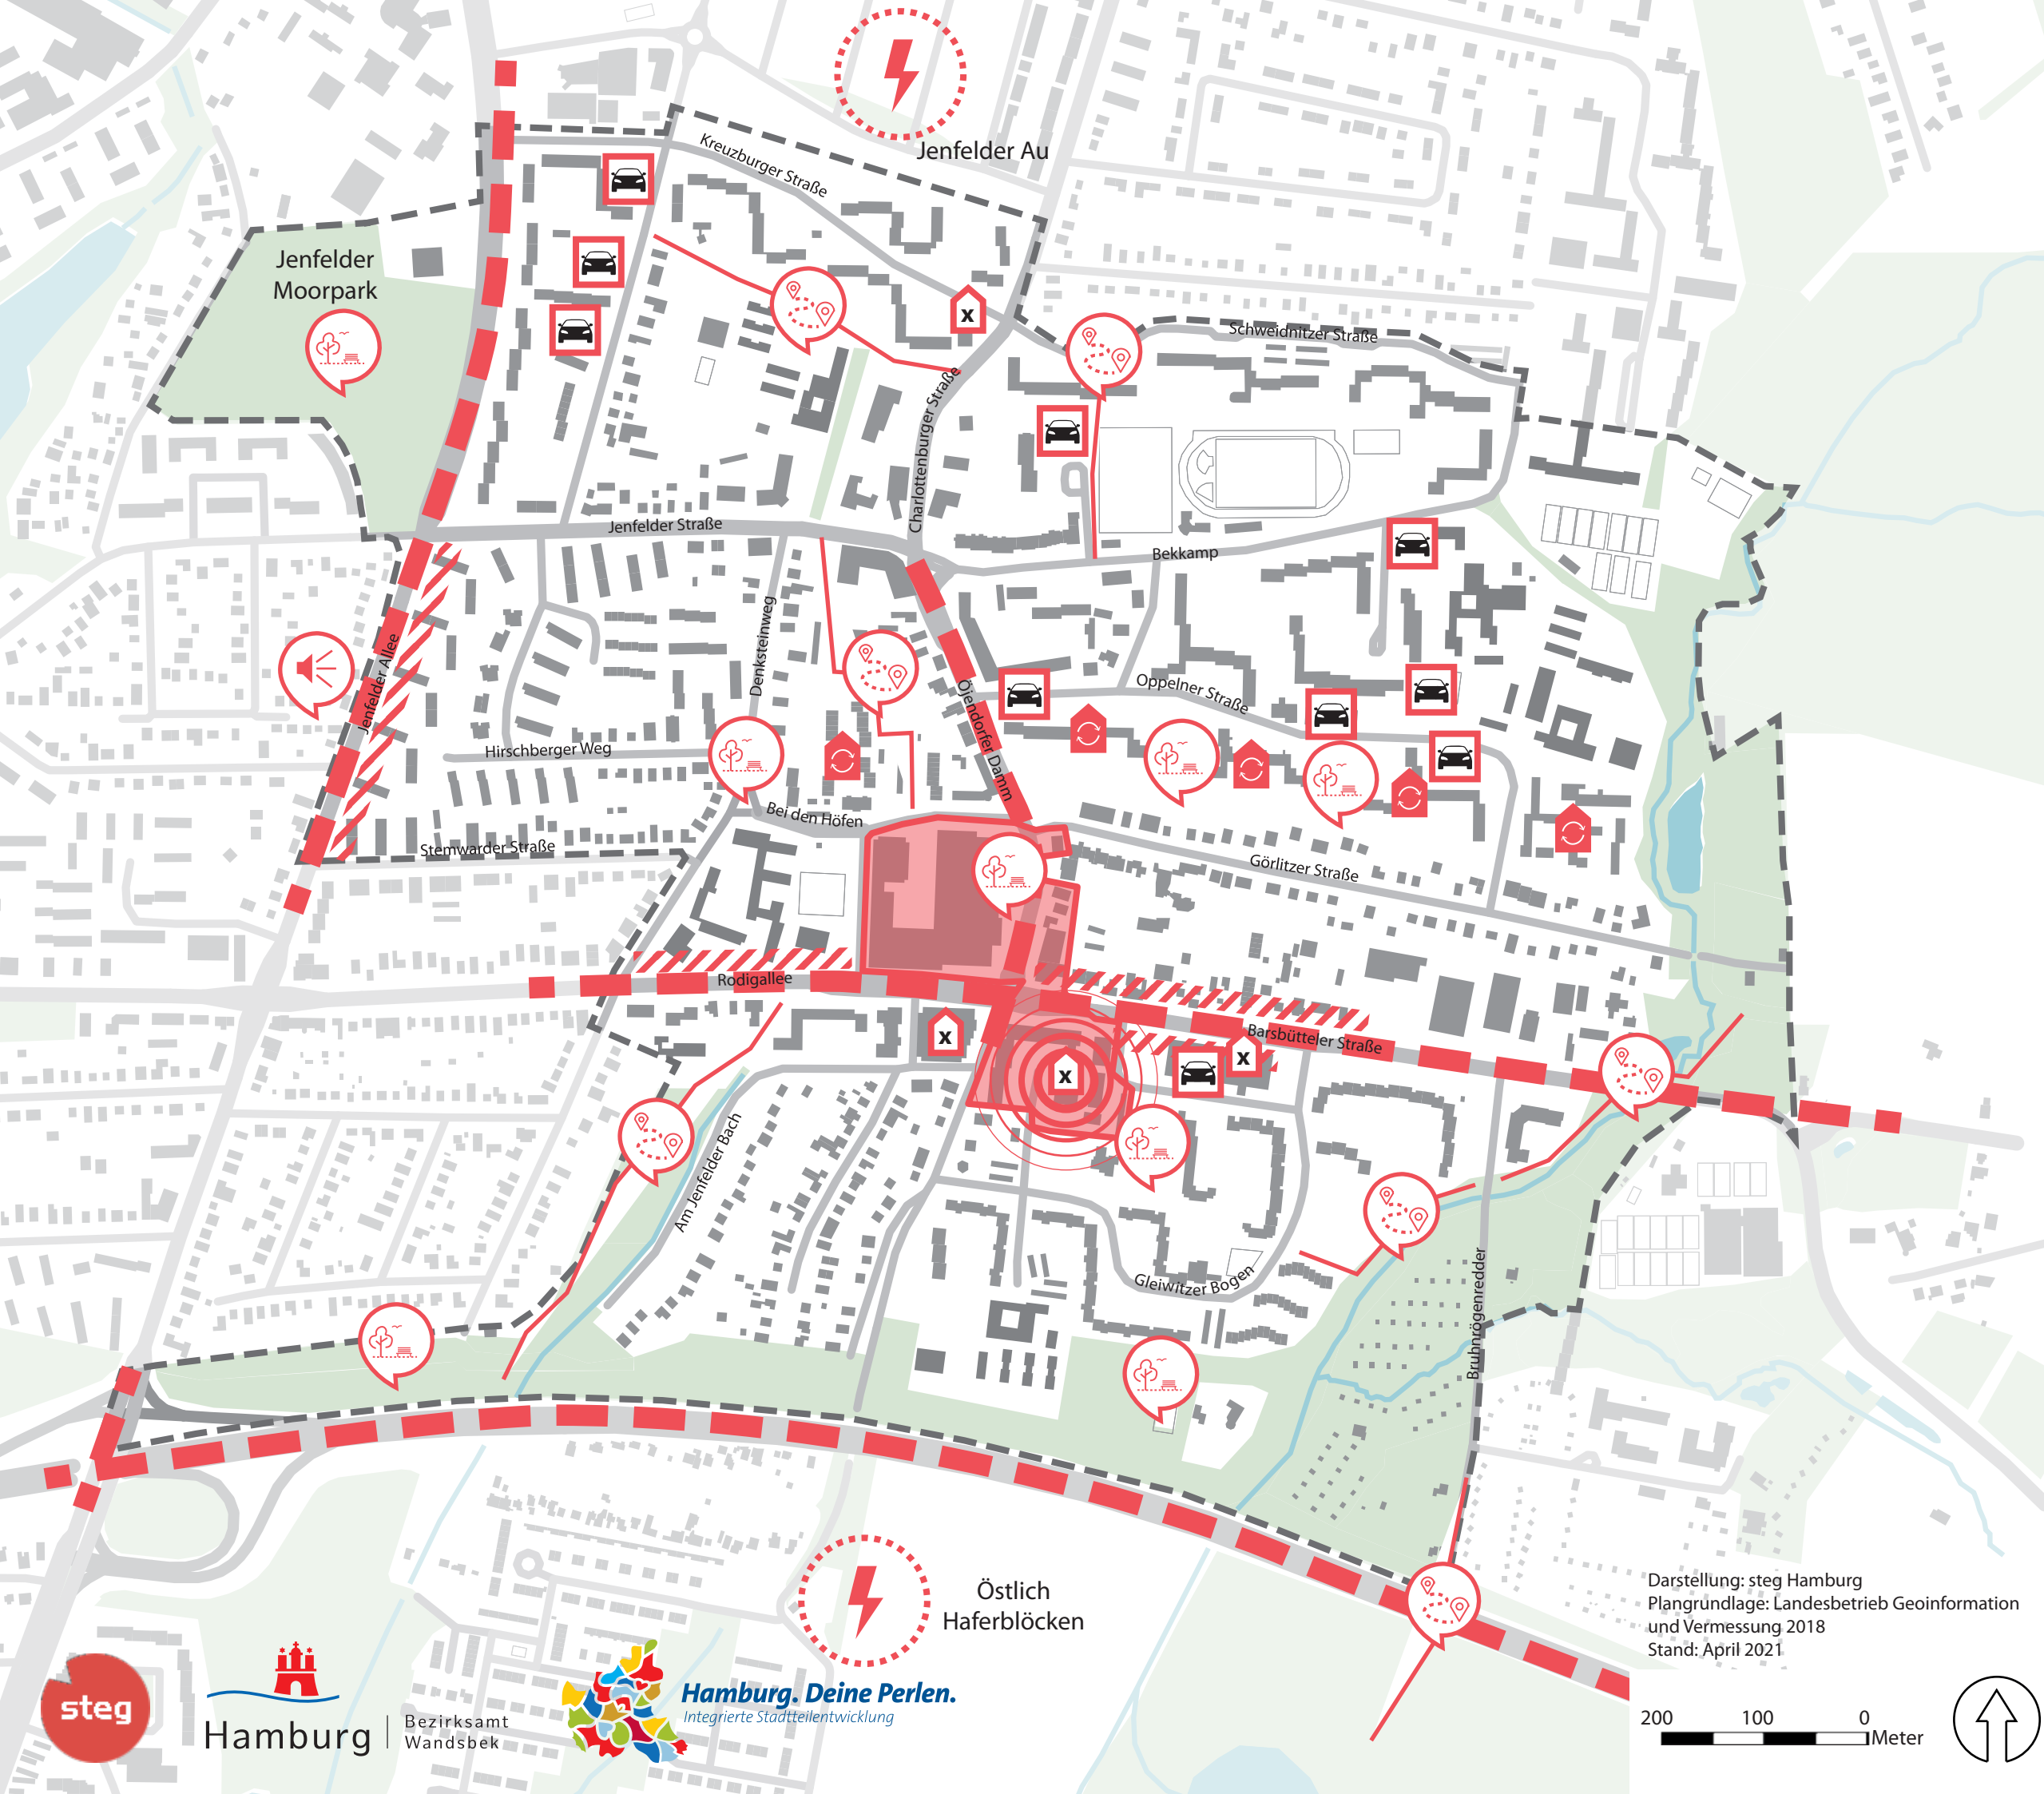 Jenfelder Au
Kreuzburger Straße
Jenfelder
Moorpark
Schweidnitzer Straße
Charlottenburger Straße
Jenfelder Straße
Bekkamp
Denksteinweg
Jenfelder Allee
Öjendorfer Damm
Oppelner Straße
Hirschberger Weg
Bei den Höfen
Stemwarder Straße
Görlitzer Straße
Rodigallee
Barsbütteler Straße
x
x
x
x
Am Jenfelder Bach
Gleiwitzer Bogen
Bruhnrögenredder
Östlich
Haferblöcken
Darstellung: steg Hamburg
Plangrundlage: Landesbetrieb Geoinformation
und Vermessung 2018
Stand: April 2021
steg
Hamburg
Bezirksamt
Wandsbek
Hamburg. Deine Perlen.
Integrierte Stadtteilentwicklung
200 100 0
Meter